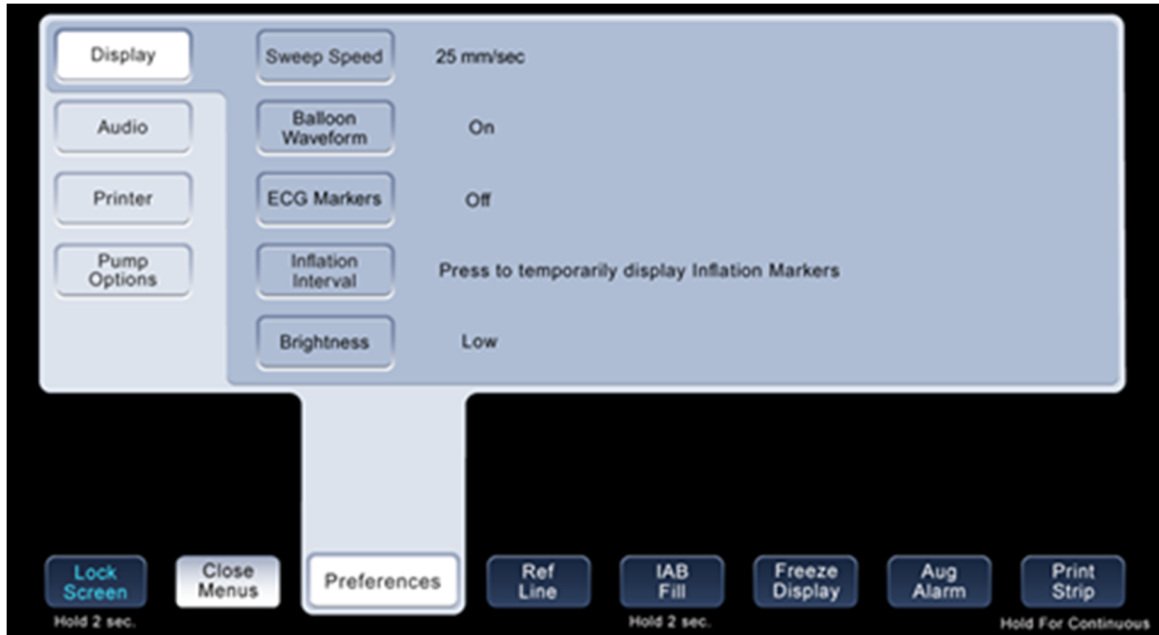 Display
Sweep Speed
25 mm/sec
Audio
Balloon
Waveform
On
Printer
ECG Markers
Off
Pump
Options
Inflation
Interval
Press to temporarily display Inflation Markers
Brightness
Low
Lock
Screen
Hold 2 sec.
Close
Menus
Preferences
Ref
Line
IAB
Fill
Hold 2 sec.
Freeze
Display
Aug
Alarm
Print
Strip
Hold For Continuous